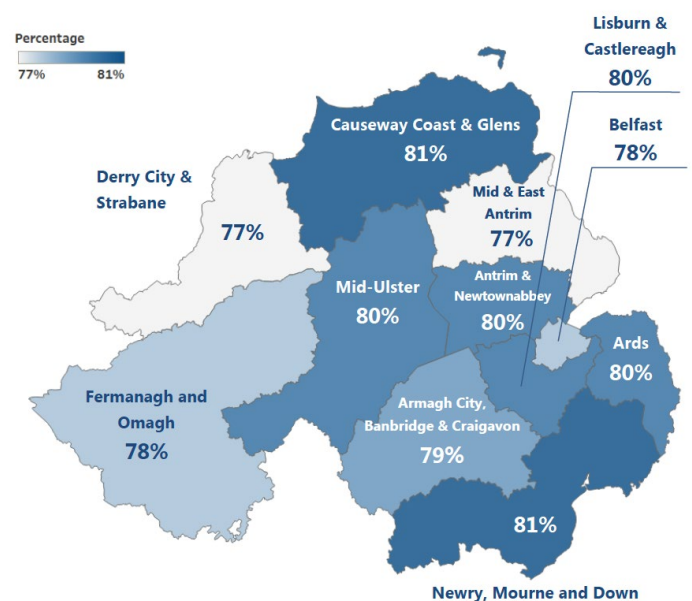 Percentage
77% 81%
Lisburn &
Castlereagh
80%
Belfast
78%
Causeway Coast & Glens
81%
Derry City &
Strabane
77%
Mid & East
Antrim
77%
Mid-Ulster
80%
Antrim &
Newtownabbey
80%
Ards
80%
Fermanagh and
Omagh
78%
Armagh City,
Banbridge & Craigavon
79%
81%
Newry, Mourne and Down